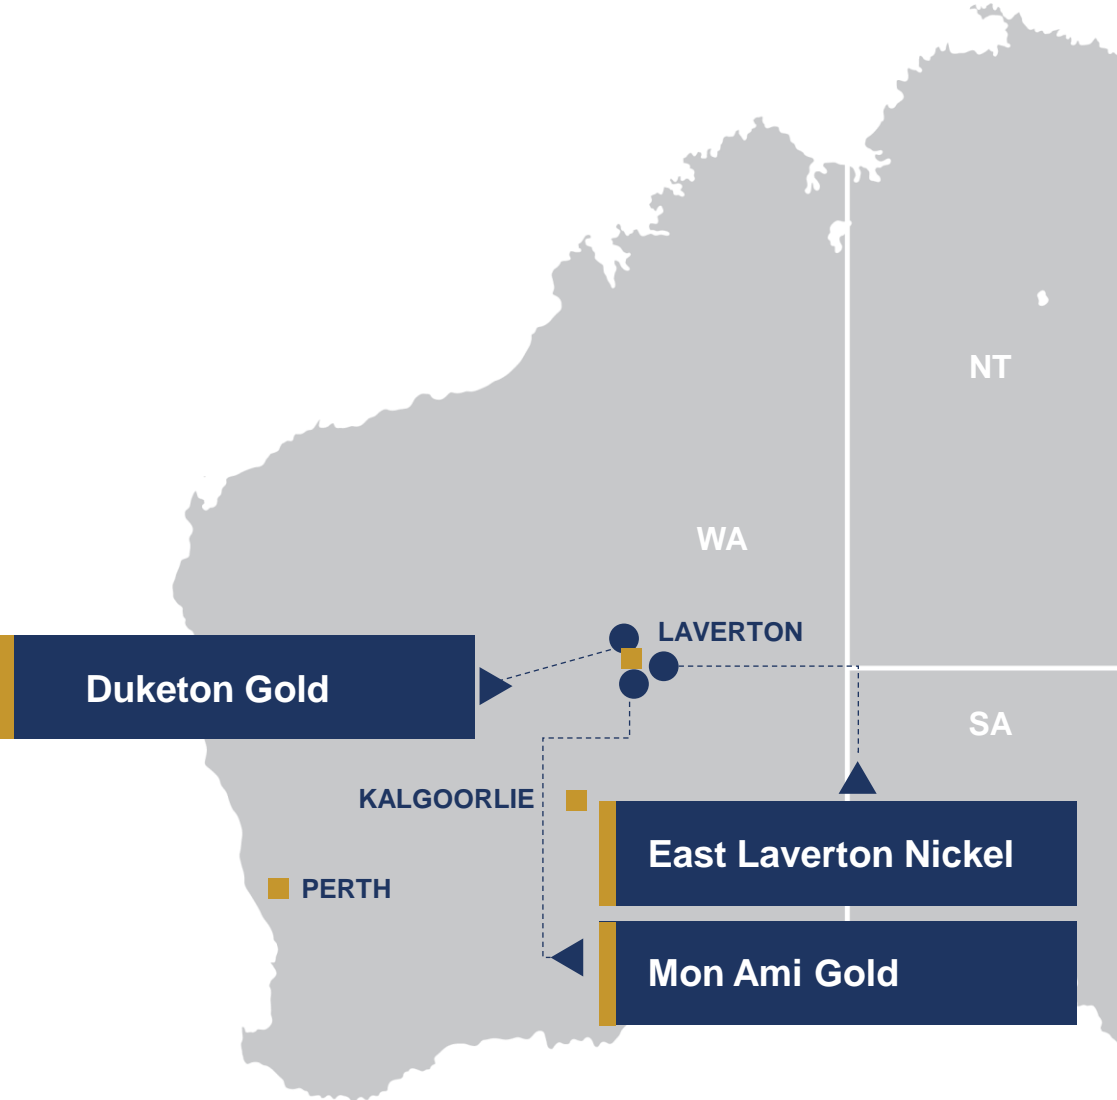 NT
WA
LAVERTON
Duketon Gold
SA
KALGOORLIE
East Laverton Nickel
PERTH
Mon Ami Gold